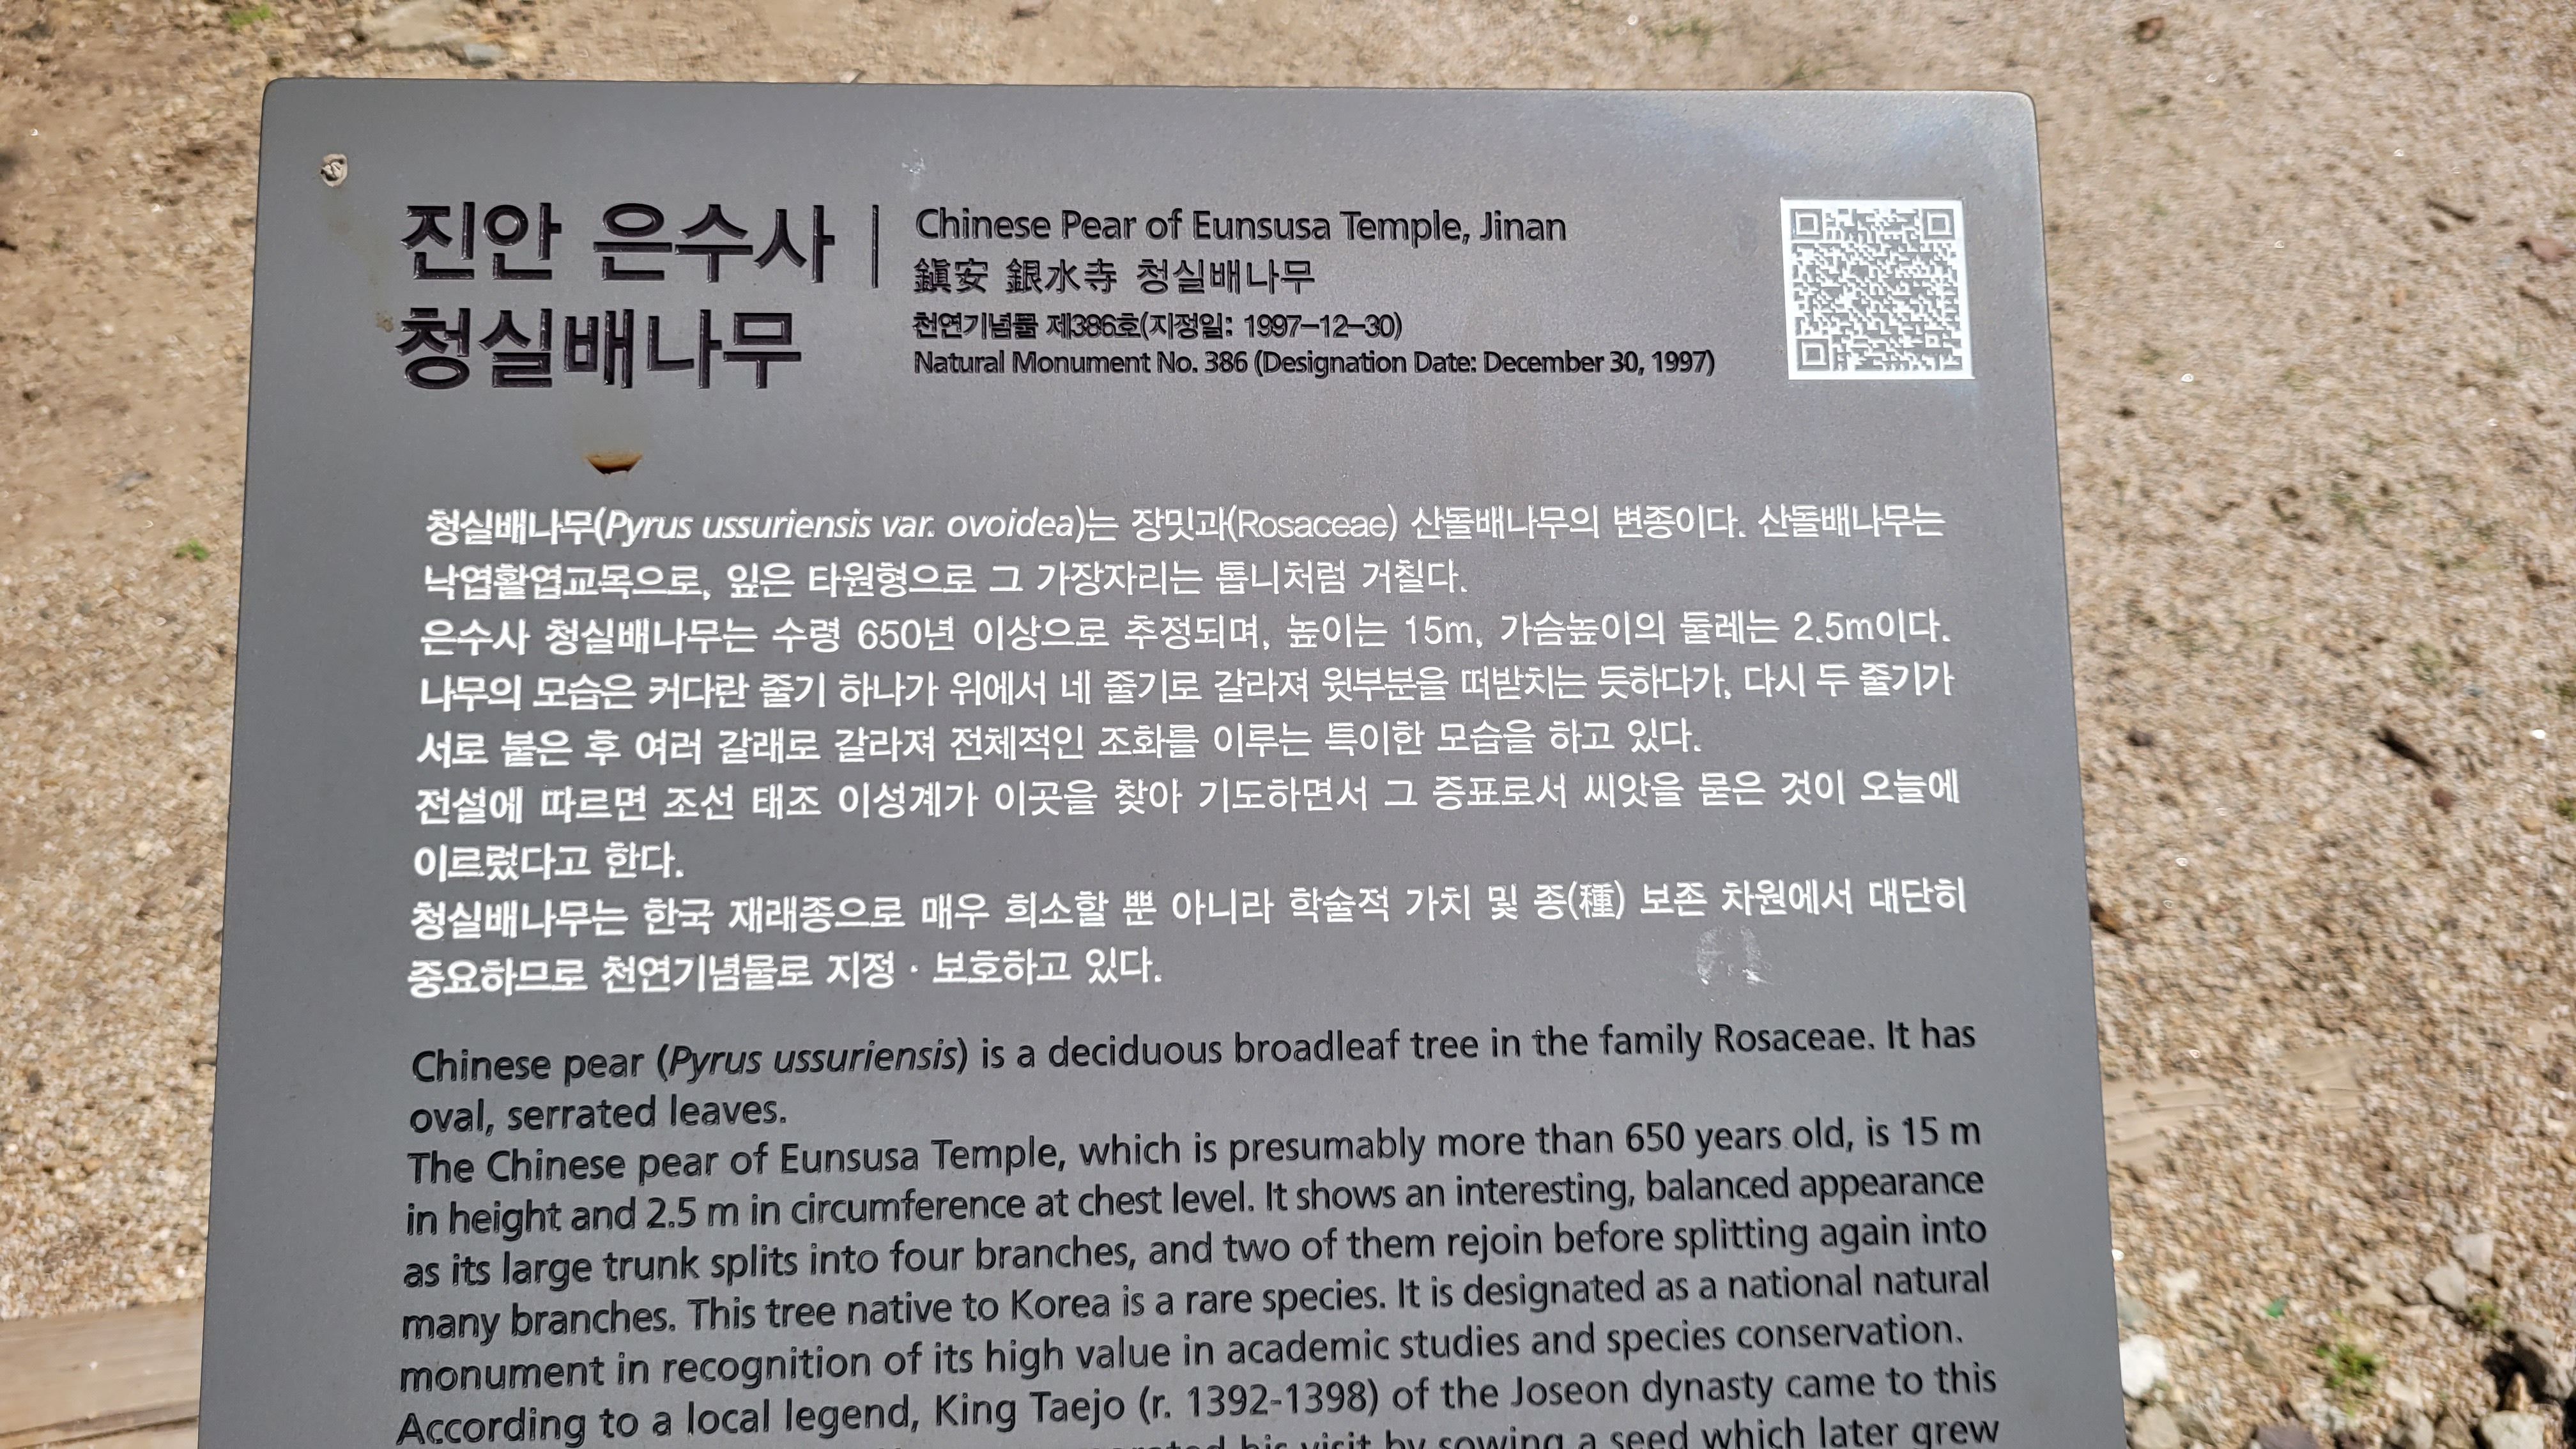 진안 은수사
청실배나무
Chinese Pear of Eunsusa Temple, Jinan
鎭安 銀水寺 청실배나무
천연기념물 제386호(지정일: 1997-12-30)
Natural Monument No. 386 (Designation Date: December 30, 1997)
청실배나무(Pyrus ussuriensis var. ovoidea)는 장밋과(Rosaceae) 산돌배나무의 변종이다. 산돌배나무는
낙엽활엽교목으로, 잎은 타원형으로 그 가장자리는 톱니처럼 거칠다.
은수사 청실배나무는 수령 650년 이상으로 추정되며, 높이는 15m, 가슴높이의 둘레는 2.5m이다.
나무의 모습은 커다란 줄기 하나가 위에서 네 줄기로 갈라져 윗부분을 떠받치는 듯하다가, 다시 두 줄기가
서로 붙은 후 여러 갈래로 갈라져 전체적인 조화를 이루는 특이한 모습을 하고 있다.
전설에 따르면 조선 태조 이성계가 이곳을 찾아 기도하면서 그 증표로서 씨앗을 묻은 것이 오늘에
이르렀다고 한다.
청실배나무는 한국 재래종으로 매우 희소할 뿐 아니라 학술적 가치 및 종(種) 보존 차원에서 대단히
중요하므로 천연기념물로 지정 · 보호하고 있다.
Chinese pear (Pyrus ussuriensis) is a deciduous broadleaf tree in the family Rosaceae. It has
oval, serrated leaves.
The Chinese pear of Eunsusa Temple, which is presumably more than 650 years old, is 15 m
in height and 2.5 m in circumference at chest level. It shows an interesting, balanced appearance
as its large trunk splits into four branches, and two of them rejoin before splitting again into
many branches. This tree native to Korea is a rare species. It is designated as a national natural
monument in recognition of its high value in academic studies and species conservation.
According to a local legend, King Taejo (r. 1392-1398) of the Joseon dynasty came to this
his visit by sowing a seed which later grew